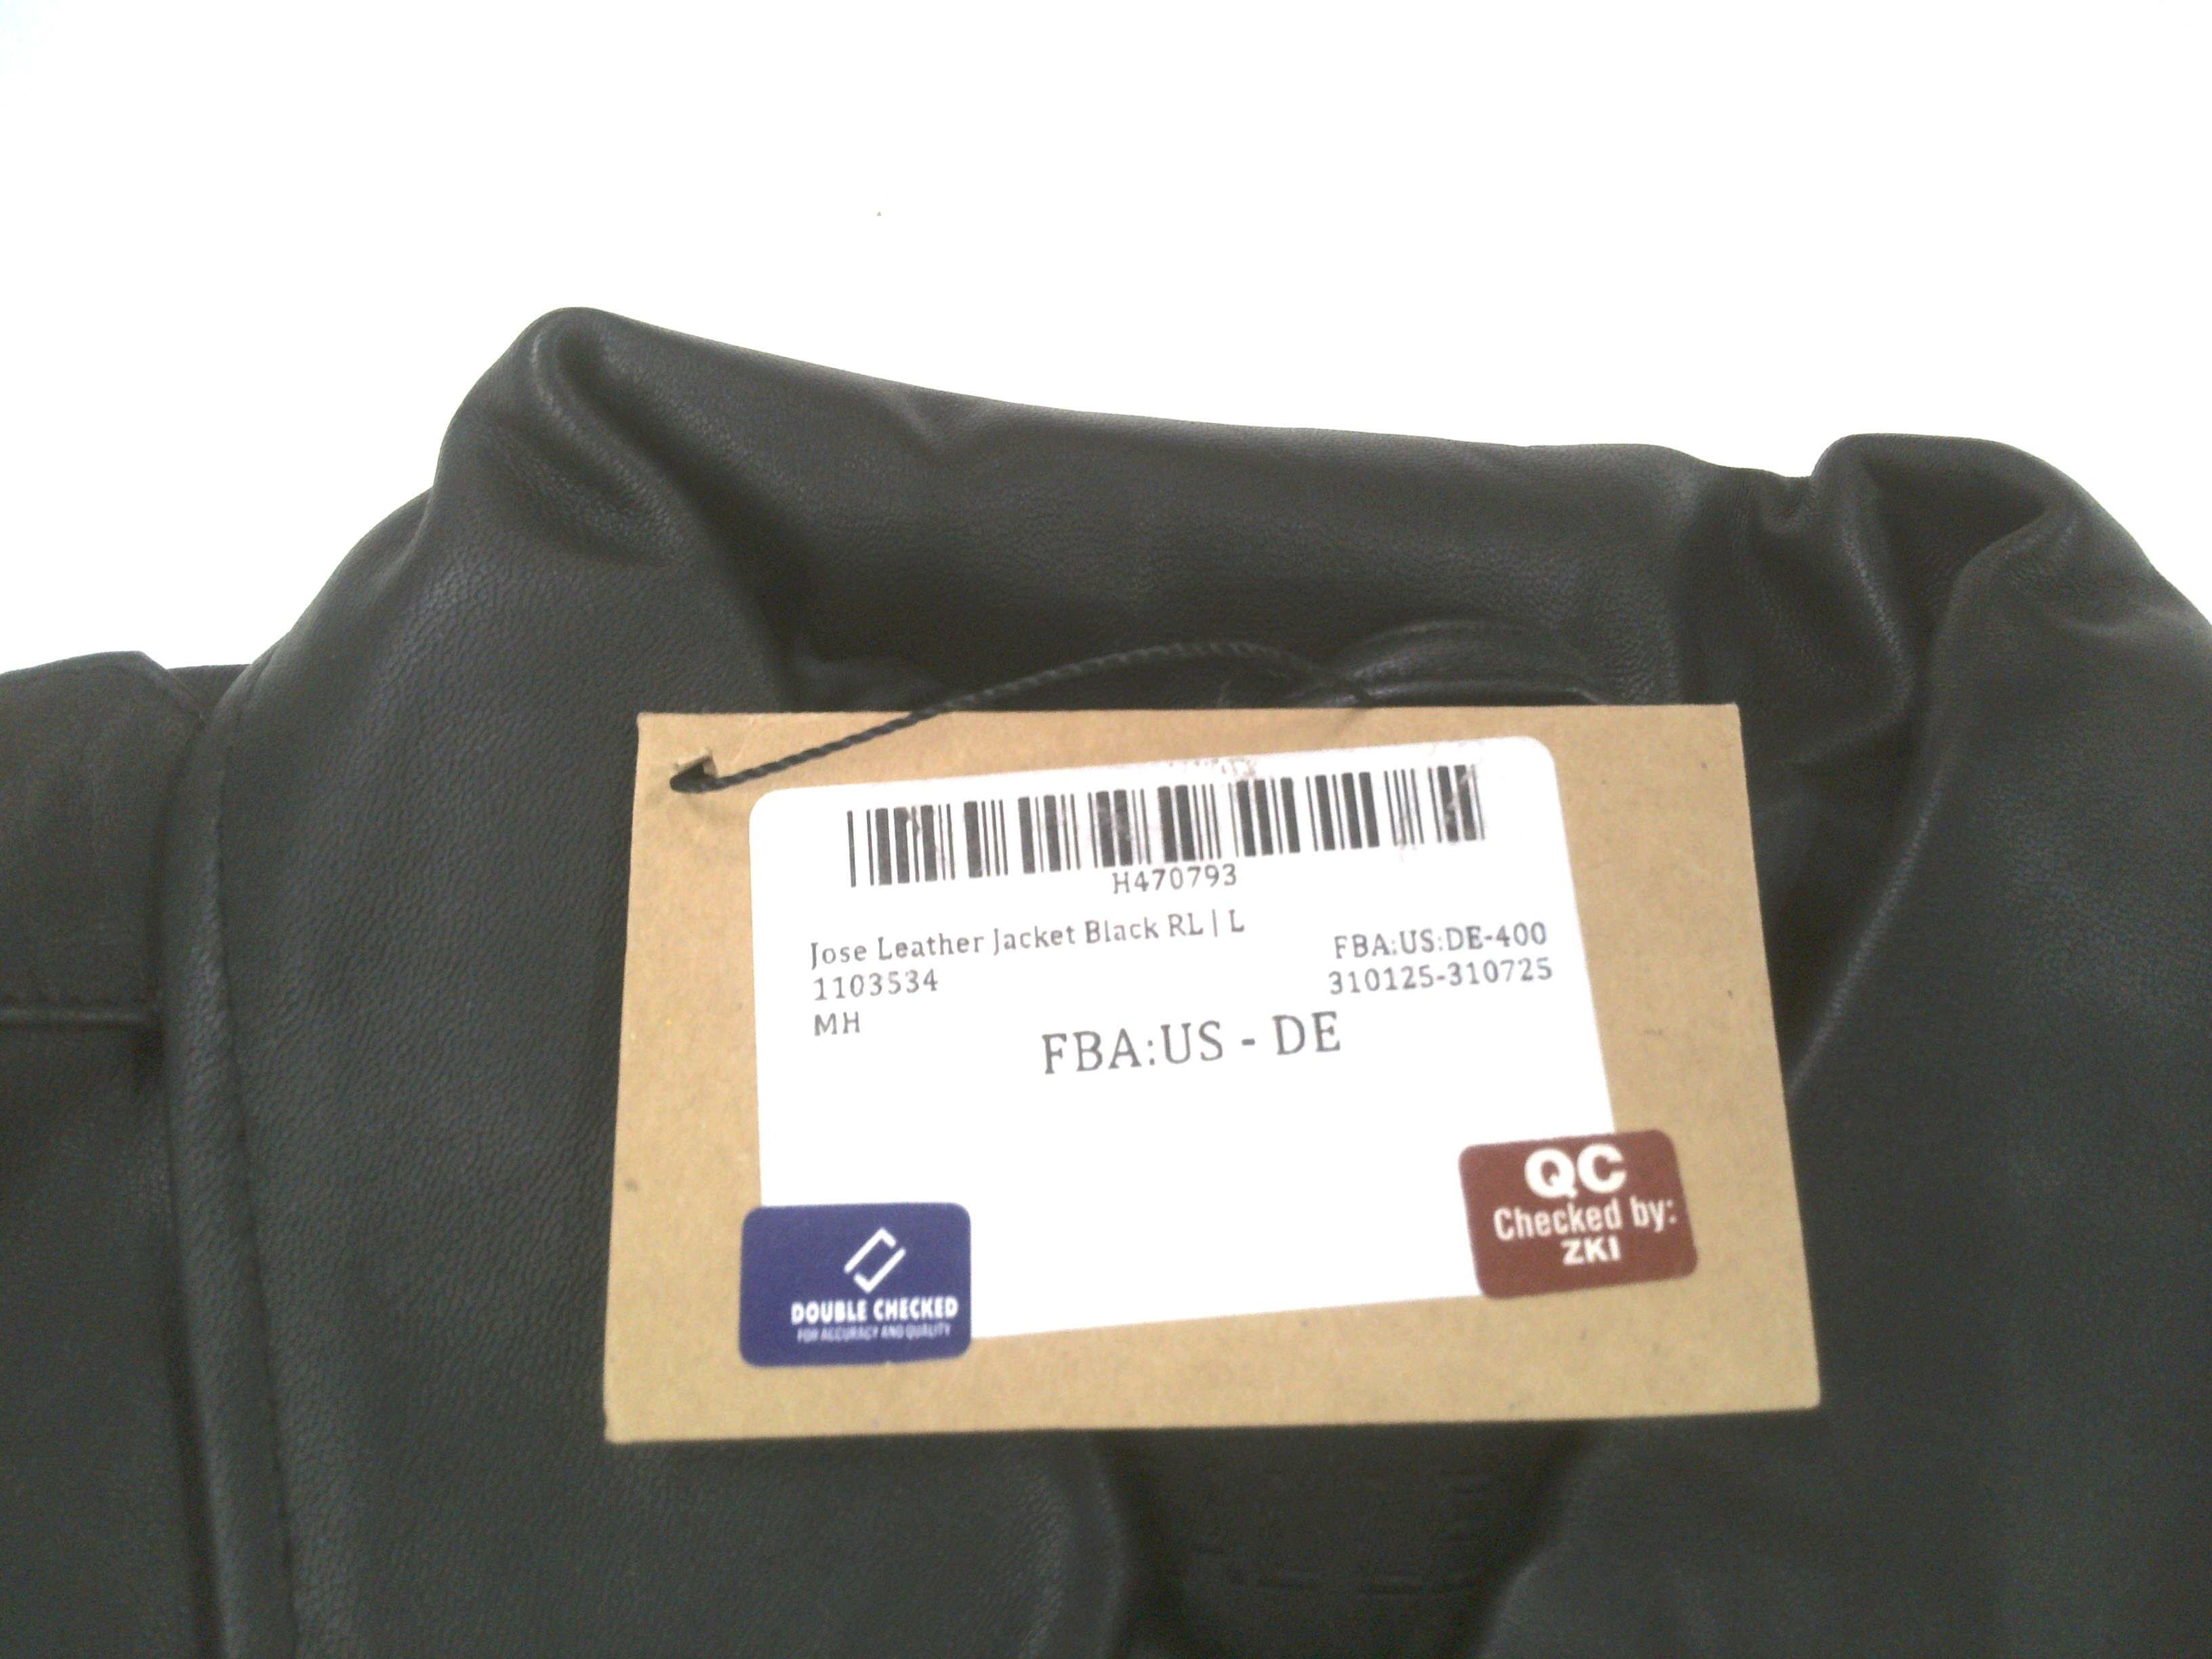 H470793
Jose Leather Jacket Black RL | L
1103534
FBA:US:DE-400
310125-310725
MH
FBA:US - DE
QC
Checked by:
ZKI
DOUBLE CHECKED
FOR ACCURACY AND QUALITY